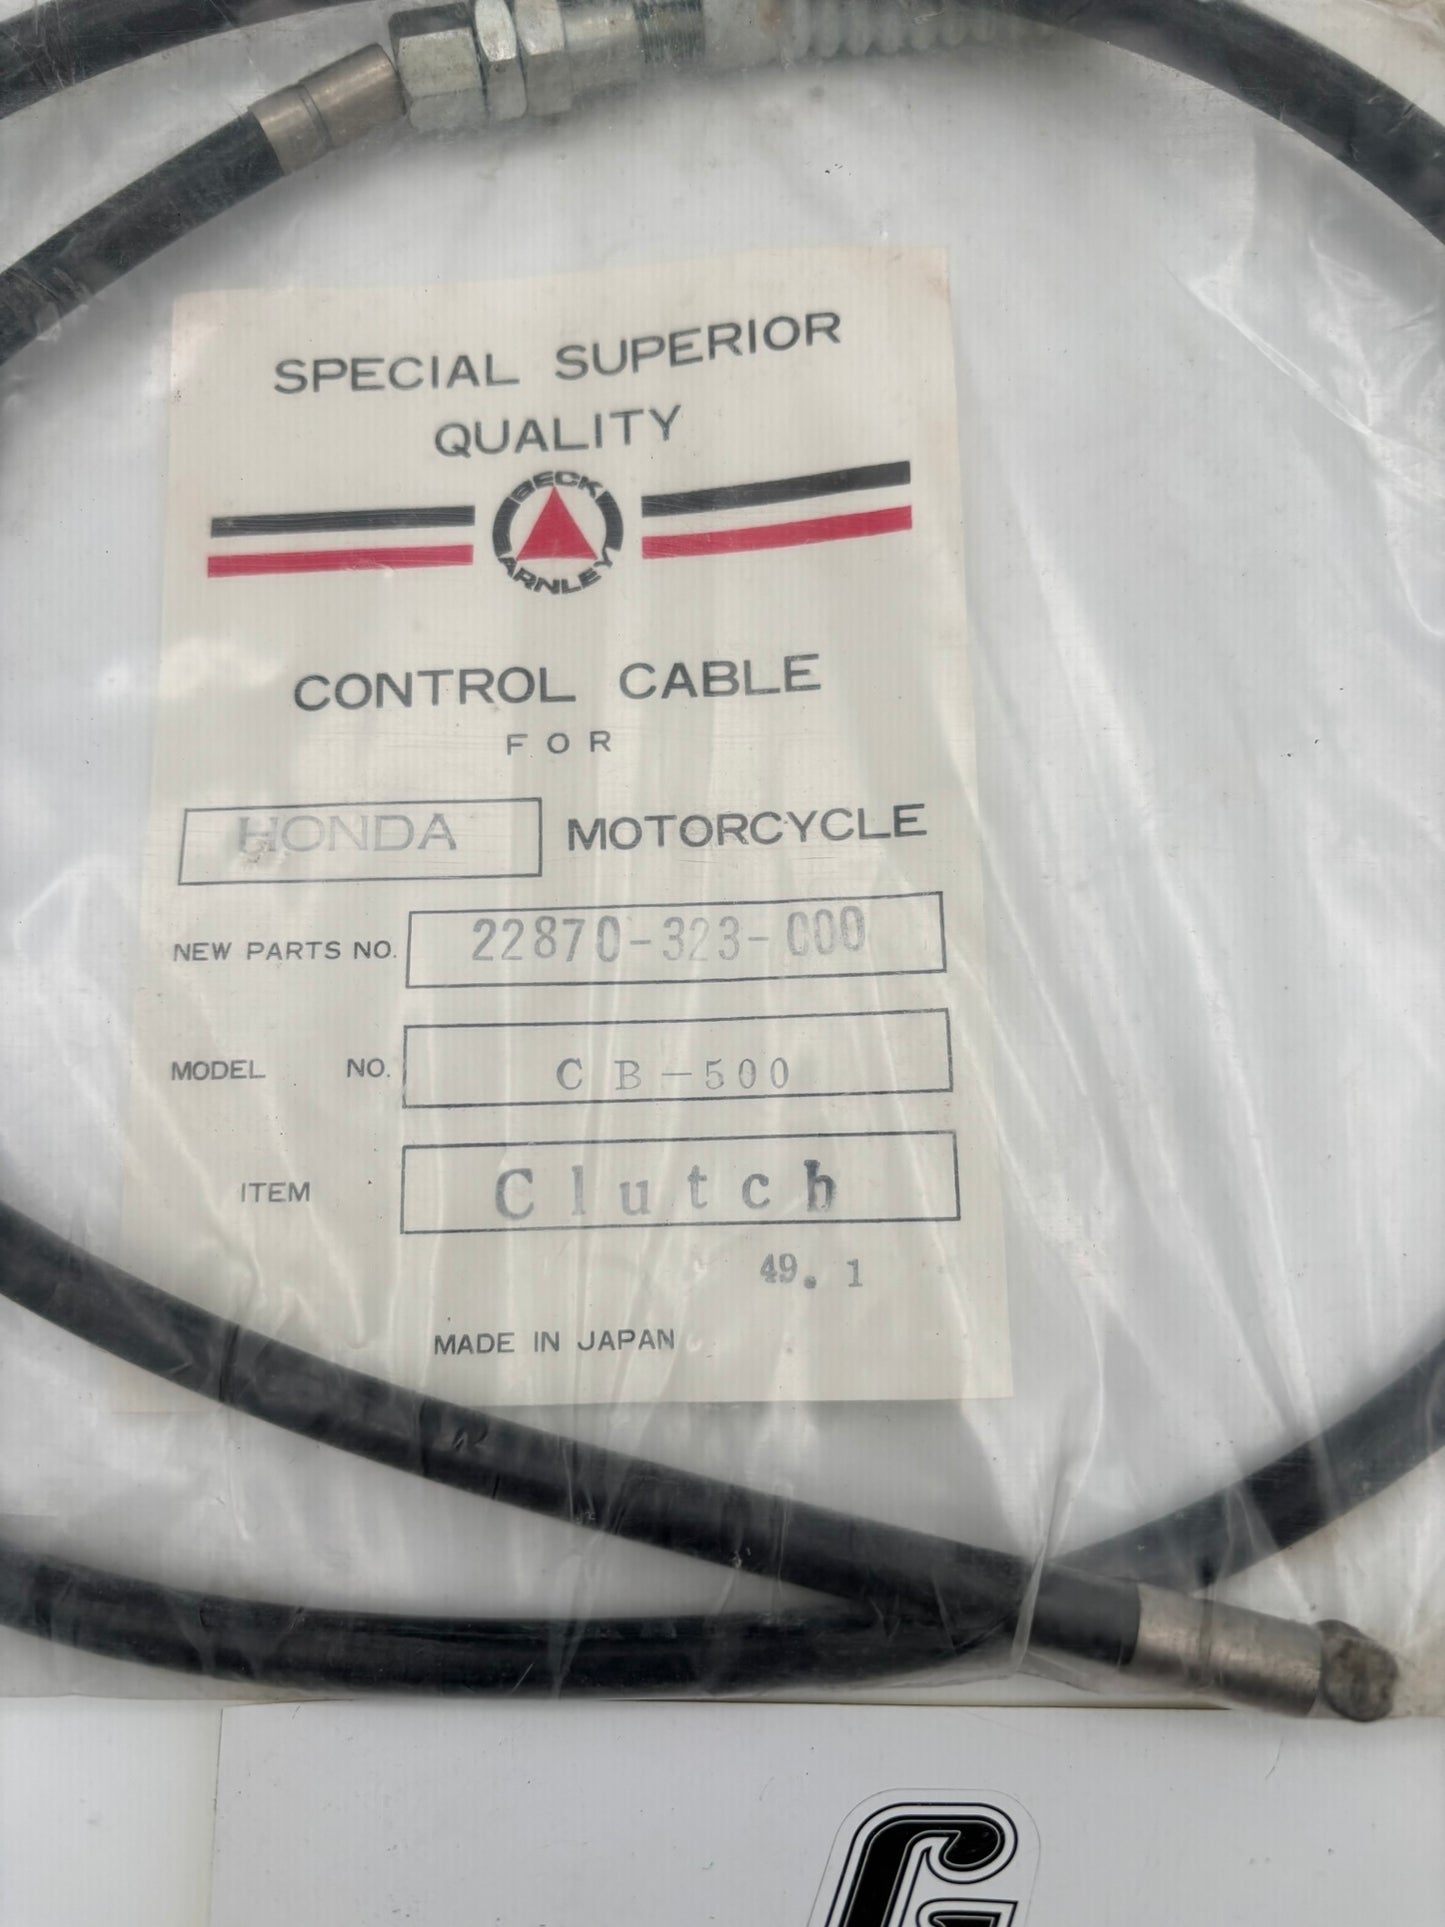 SPECIAL SUPERIOR
QUALITY
BECK
ARNLEY
CONTROL CABLE
FOR
HONDA MOTORCYCLE
NEW PARTS NO. 22870-323-000
MODEL NO. CB-500
ITEM Clutch
49.1
MADE IN JAPAN